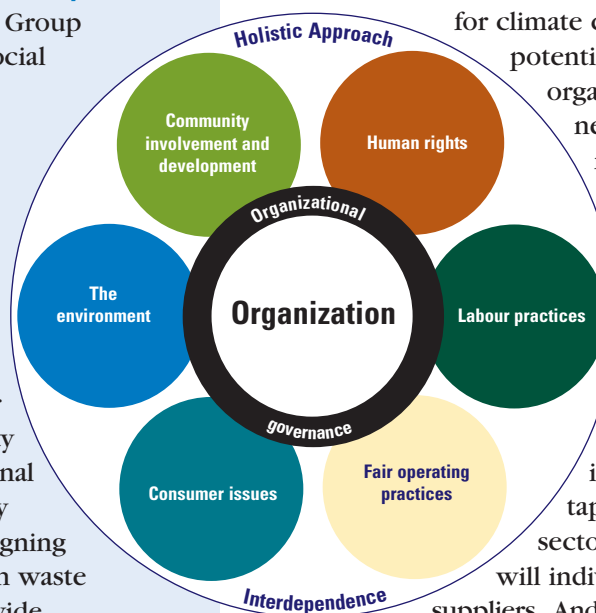 Group
ocial
nal
gning
n waste
for climate c
potenti
orga
ne
Holistic Approach
Community
involvement and
development
Human rights
Organizational
The
environment
Organization
Labour practices
governance
Consumer issues
Fair operating
practices
Interdependence
tap
secto
will indiv
suppliers. And